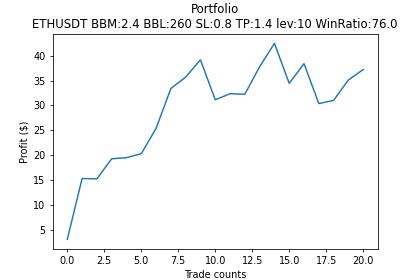 Portfolio
ETHUSDT BBM:2.4 BBL:260 SL:0.8 TP:1.4 lev:10 WinRatio:76.0
40
35
30
25
20
15
10
5
Profit ($)
0.0 2.5 5.0 7.5 10.0 12.5 15.0 17.5 20.0
Trade counts